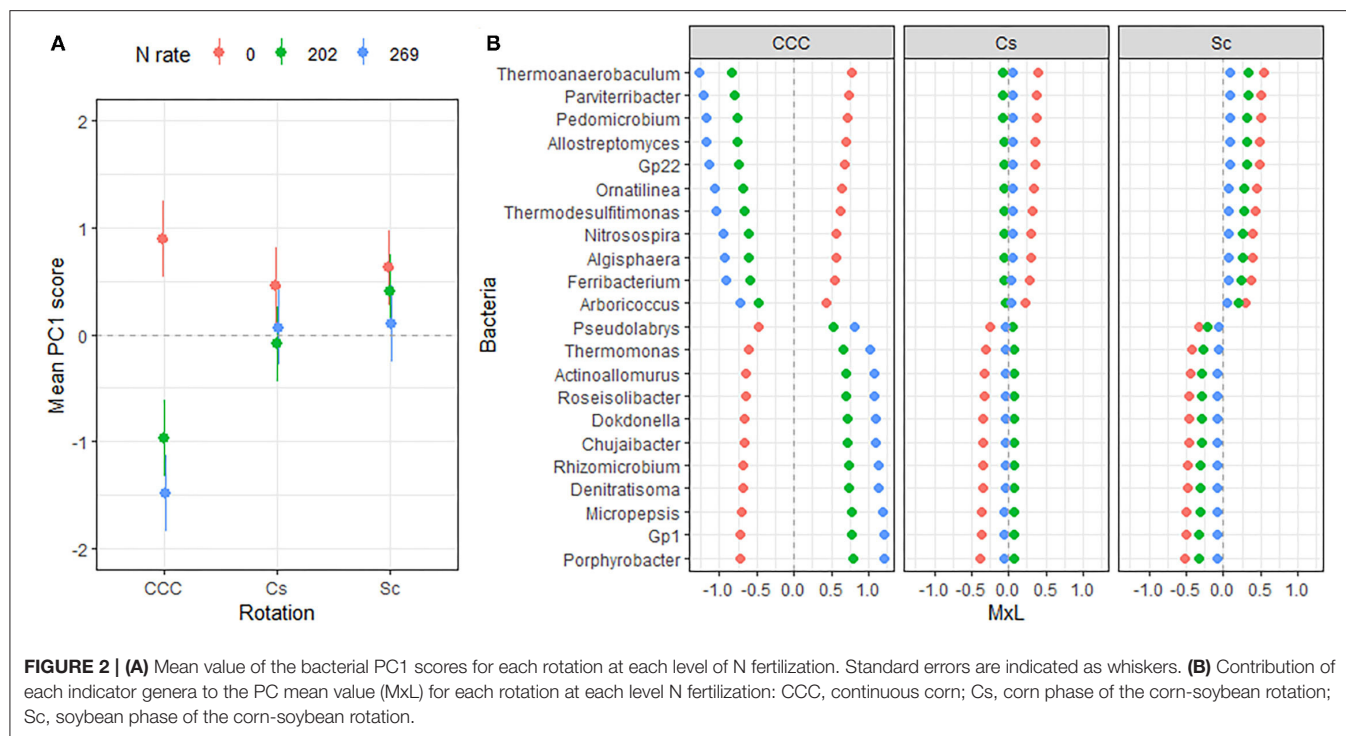 A
N rate 0 202 269
Mean PC1 score
2
1
0
-1
-2
CCC Cs Sc
Rotation
B
CCC Cs Sc
Bacteria
Thermoanaerobaculum
Parviterribacter
Pedomicrobium
Allostreptomyces
Gp22
Ornatilinea
Thermodesulfitimonas
Nitrosospira
Algisphaera
Ferribacterium
Arboricoccus
Pseudolabrys
Thermomonas
Actinoallomurus
Roseisolibacter
Dokdonella
Chujaibacter
Rhizomicrobium
Denitratisoma
Micropepsis
Gp1
Porphyrobacter
-1.0 -0.5 0.0 0.5 1.0 -1.0 -0.5 0.0 0.5 1.0 -1.0 -0.5 0.0 0.5 1.0
MxL
FIGURE 2 | (A) Mean value of the bacterial PC1 scores for each rotation at each level of N fertilization. Standard errors are indicated as whiskers. (B) Contribution of
each indicator genera to the PC mean value (MxL) for each rotation at each level N fertilization: CCC, continuous corn; Cs, corn phase of the corn-soybean rotation;
Sc, soybean phase of the corn-soybean rotation.